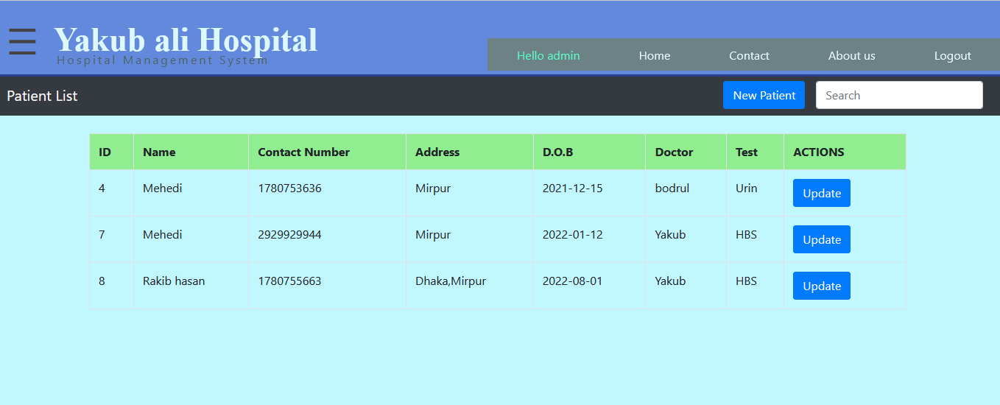 ☰ Yakub ali Hospital
Hospital Management System
Hello admin Home Contact About us Logout
Patient List New Patient Search
ID Name Contact Number Address D.O.B Doctor Test ACTIONS
4 Mehedi 1780753636 Mirpur 2021-12-15 bodrul Urin Update
7 Mehedi 2929929944 Mirpur 2022-01-12 Yakub HBS Update
8 Rakib hasan 1780755663 Dhaka,Mirpur 2022-08-01 Yakub HBS Update